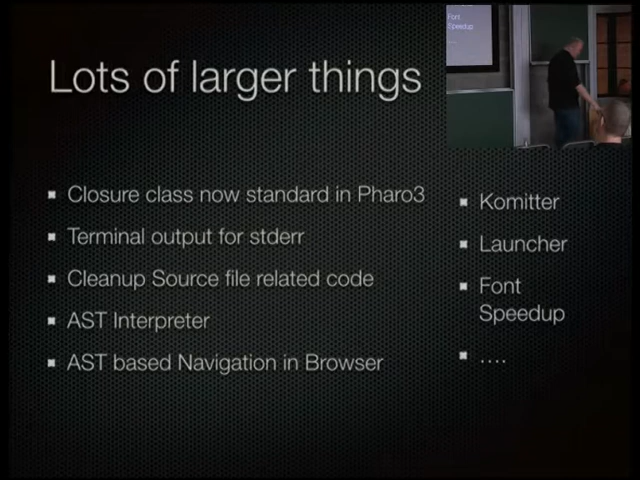 Lots of larger things
Closure class now standard in Pharo3
Terminal output for stderr
Cleanup Source file related code
AST Interpreter
AST based Navigation in Browser
Komitter
Launcher
Font
Speedup
....
Font
Speedup
....